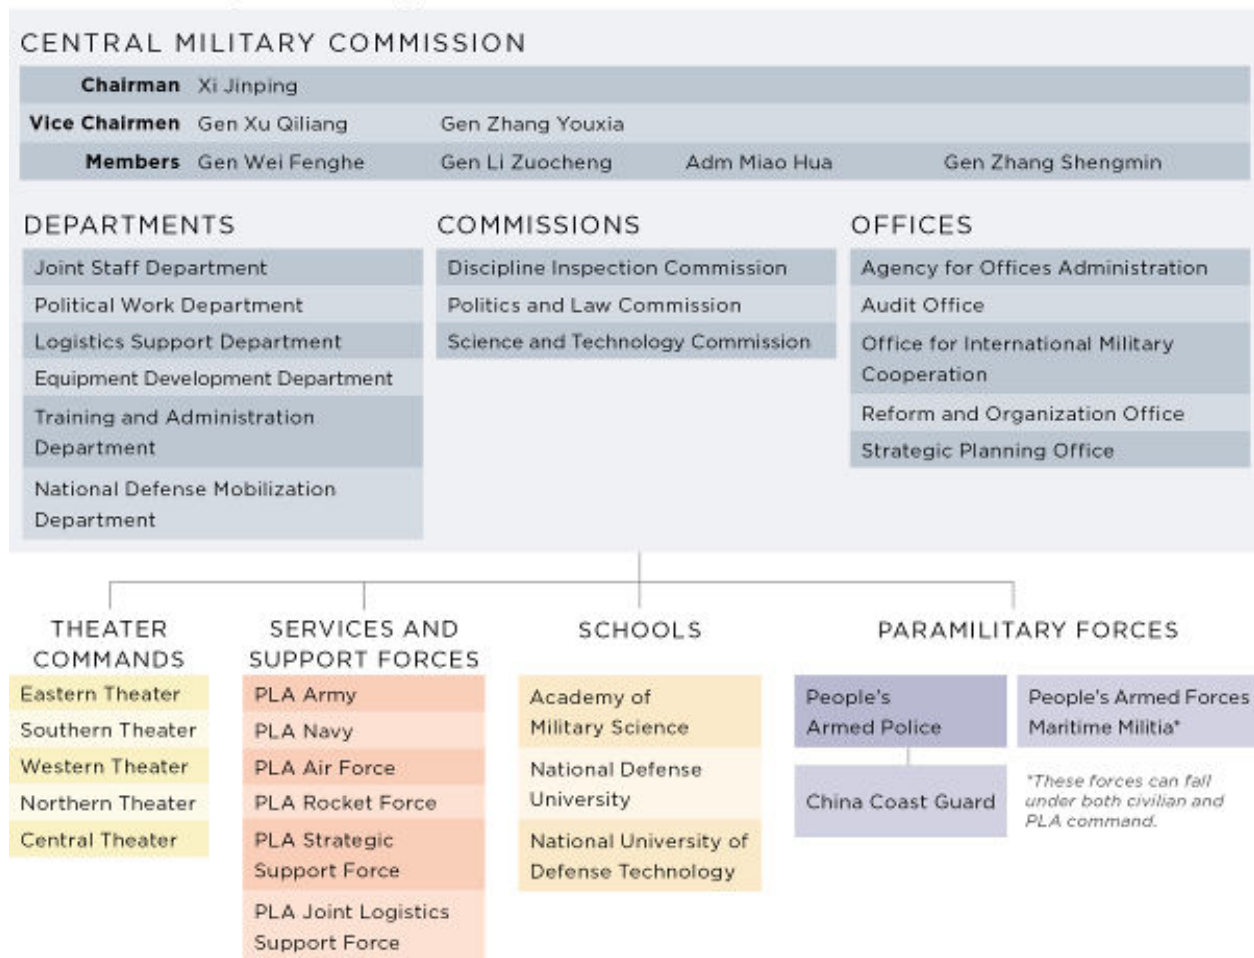 CENTRAL MILITARY COMMISSION
Chairman Xi Jinping
Vice Chairmen Gen Xu Qiliang Gen Zhang Youxia
Members Gen Wei Fenghe Gen Li Zuocheng Adm Miao Hua Gen Zhang Shengmin
DEPARTMENTS
Joint Staff Department
Political Work Department
Logistics Support Department
Equipment Development Department
Training and Administration
Department
National Defense Mobilization
Department
COMMISSIONS
Discipline Inspection Commission
Politics and Law Commission
Science and Technology Commission
OFFICES
Agency for Offices Administration
Audit Office
Office for International Military
Cooperation
Reform and Organization Office
Strategic Planning Office
THEATER
COMMANDS
Eastern Theater
Southern Theater
Western Theater
Northern Theater
Central Theater
SERVICES AND
SUPPORT FORCES
PLA Army
PLA Navy
PLA Air Force
PLA Rocket Force
PLA Strategic
Support Force
PLA Joint Logistics
Support Force
SCHOOLS
Academy of
Military Science
National Defense
University
National University of
Defense Technology
PARAMILITARY FORCES
People's
Armed Police
China Coast Guard
People's Armed Forces
Maritime Militia*
*These forces can fall
under both civilian and
PLA command.